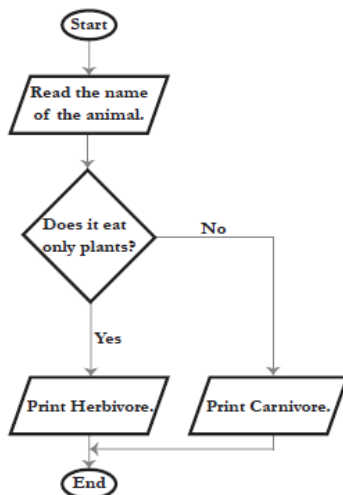 Start
Read the name
of the animal.
Does it eat
only plants?
No
Yes
Print Herbivore.
Print Carnivore.
End